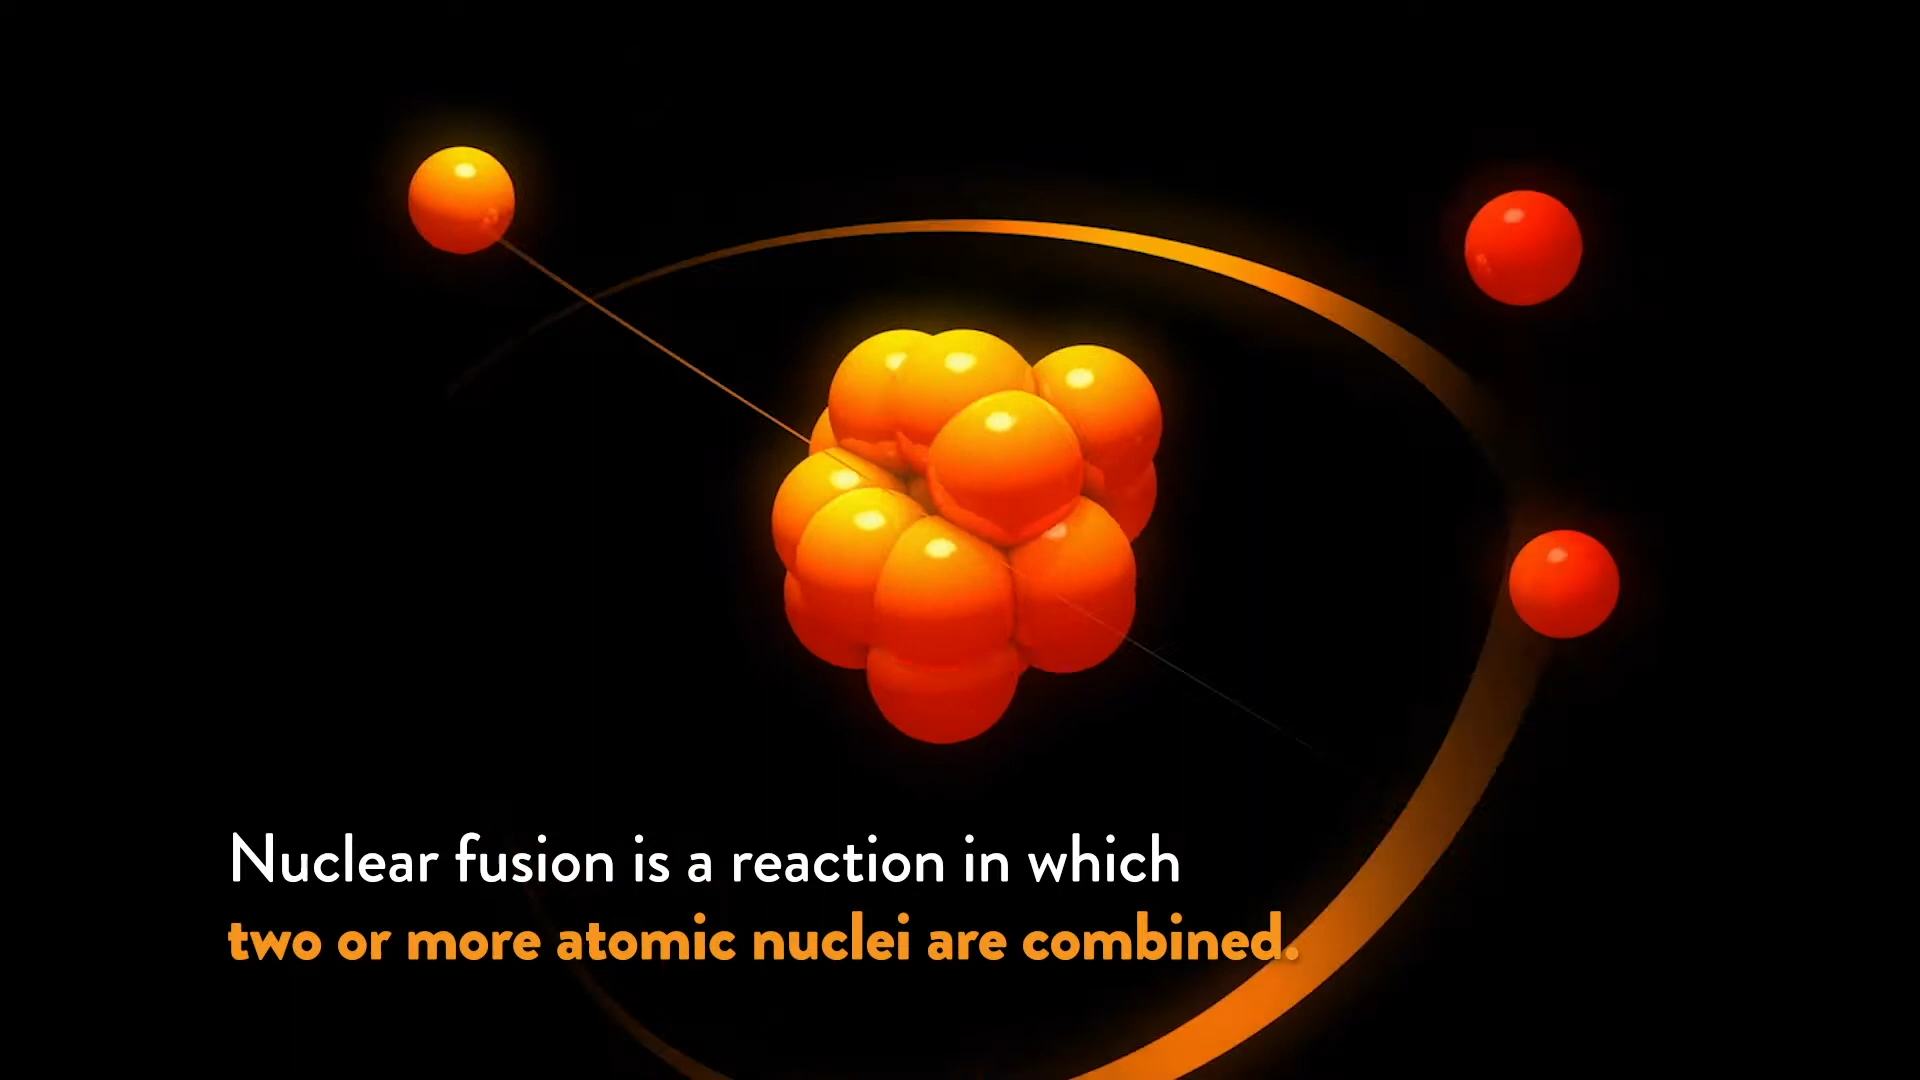 Nuclear fusion is a reaction in which
two or more atomic nuclei are combined.